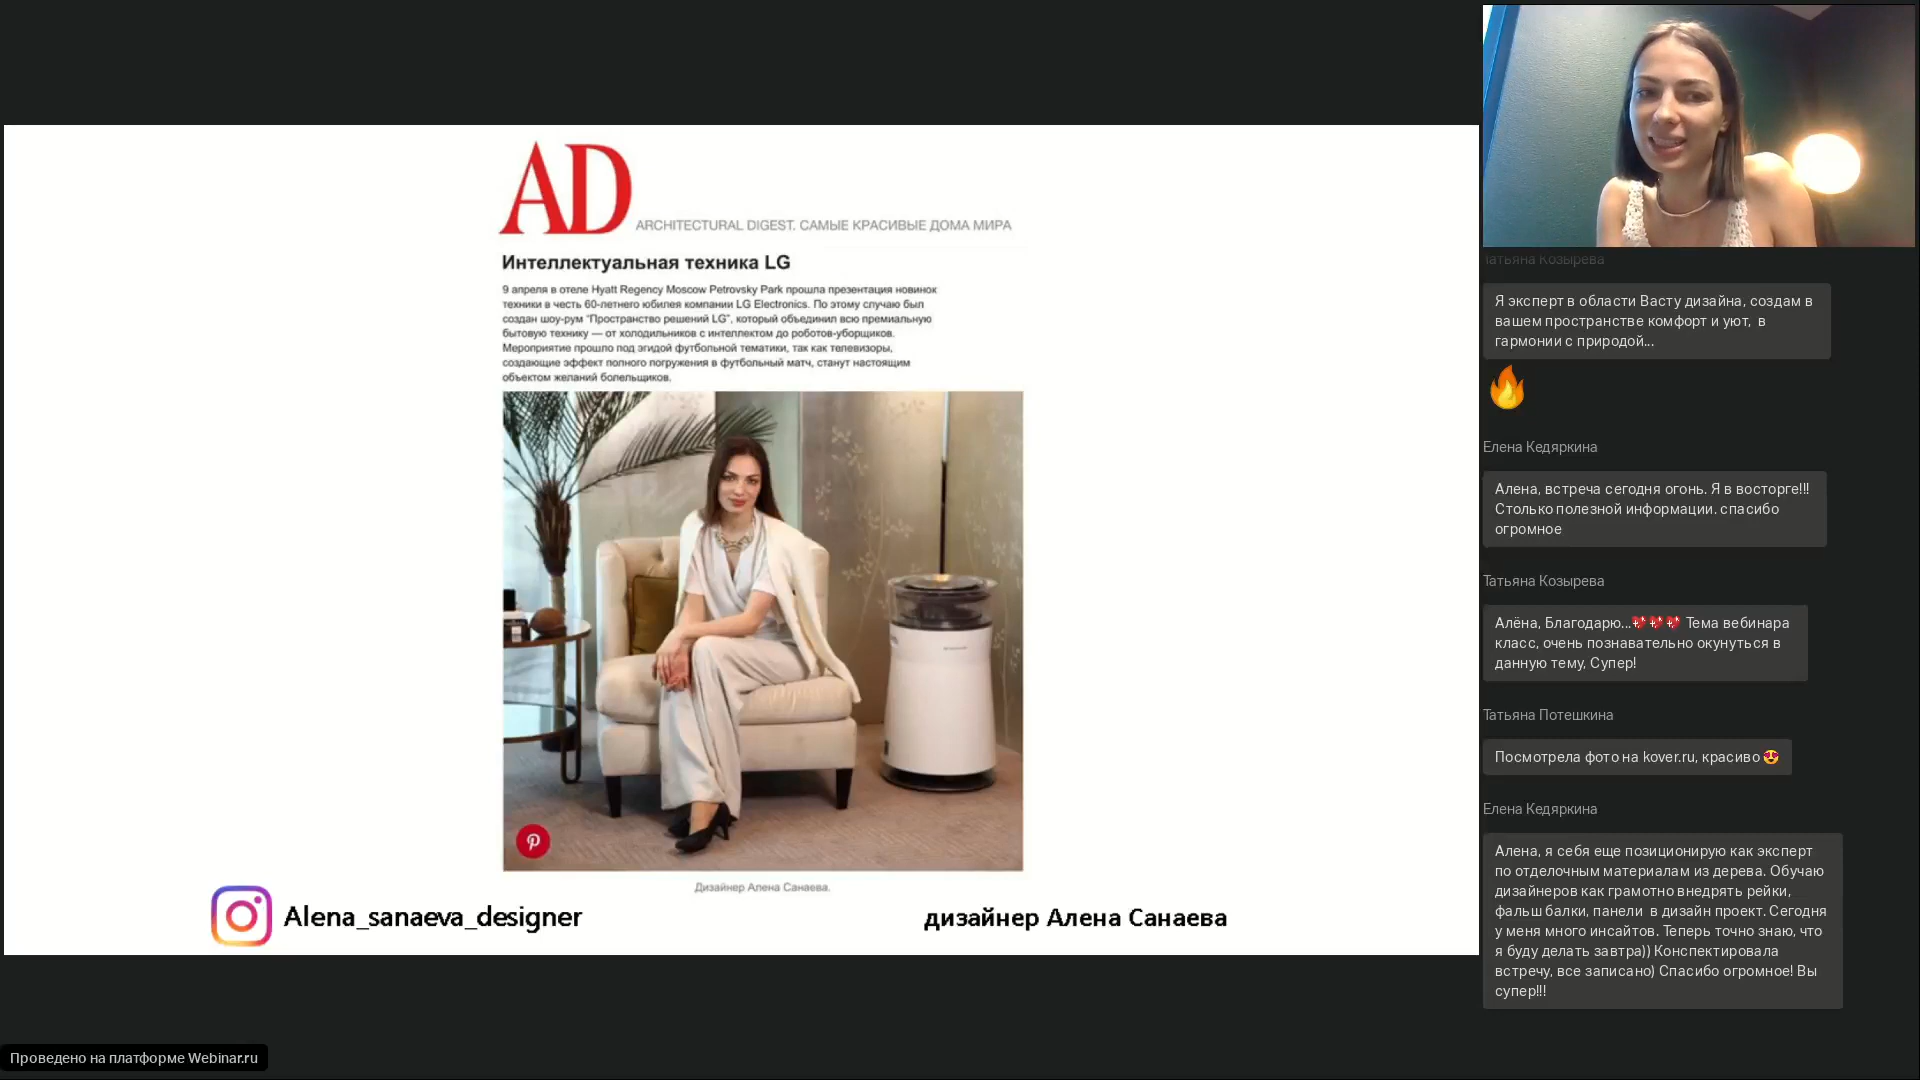 AD
ARCHITECTURAL DIGEST. САМЫЕ КРАСИВЫЕ ДОМА МИРА
Интеллектуальная техника LG
9 апреля в отеле Hyatt Regency Moscow Petrovsky Park прошла презентация новинок
техники в честь 60-летнего юбилея компании LG Electronics. По этому случаю был
создан шоу-рум "Пространство решений LG", который объединил всю премиальную
бытовую технику — от холодильников с интеллектом до роботов-уборщиков.
Мероприятие прошло под эгидой футбольной тематики, так как телевизоры,
создающие эффект полного погружения в футбольный матч, станут настоящим
объектом желаний болельщиков.
Дизайнер Алена Санаева.
Alena_sanaeva_designer
дизайнер Алена Санаева
Проведено на платформе Webinar.ru
Татьяна Козырева
Я эксперт в области Васту дизайна, создам в
вашем пространстве комфорт и уют, в
гармонии с природой...
Елена Кедяркина
Алена, встреча сегодня огонь. Я в восторге!!!
Столько полезной информации. спасибо
огромное
Татьяна Козырева
Алёна, Благодарю...💖💖💖 Тема вебинара
класс, очень познавательно окунуться в
данную тему, Супер!
Татьяна Потешкина
Посмотрела фото на kover.ru, красиво 😍
Елена Кедяркина
Алена, я себя еще позиционирую как эксперт
по отделочным материалам из дерева. Обучаю
дизайнеров как грамотно внедрять рейки,
фальш балки, панели в дизайн проект. Сегодня
у меня много инсайтов. Теперь точно знаю, что
я буду делать завтра)) Конспектировала
встречу, все записано) Спасибо огромное! Вы
супер!!!